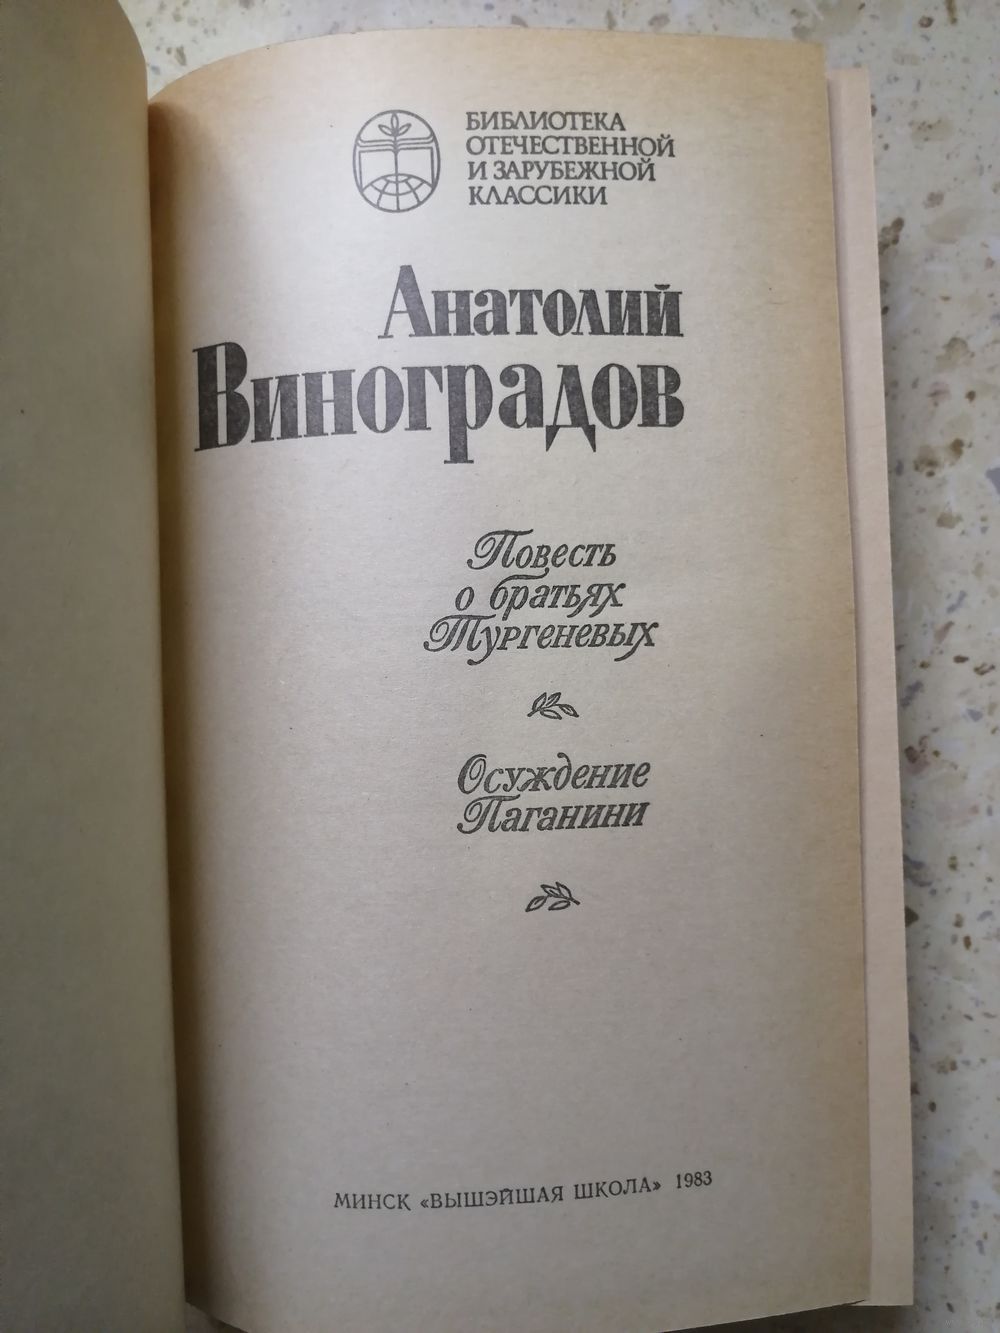 БИБЛИОТЕКА
ОТЕЧЕСТВЕННОЙ
И ЗАРУБЕЖНОЙ
КЛАССИКИ
Анатолий
Виноградов
Повесть
о братьях
Тургеневых
Осуждение
Паганини
МИНСК «ВЫШЭЙШАЯ ШКОЛА» 1983